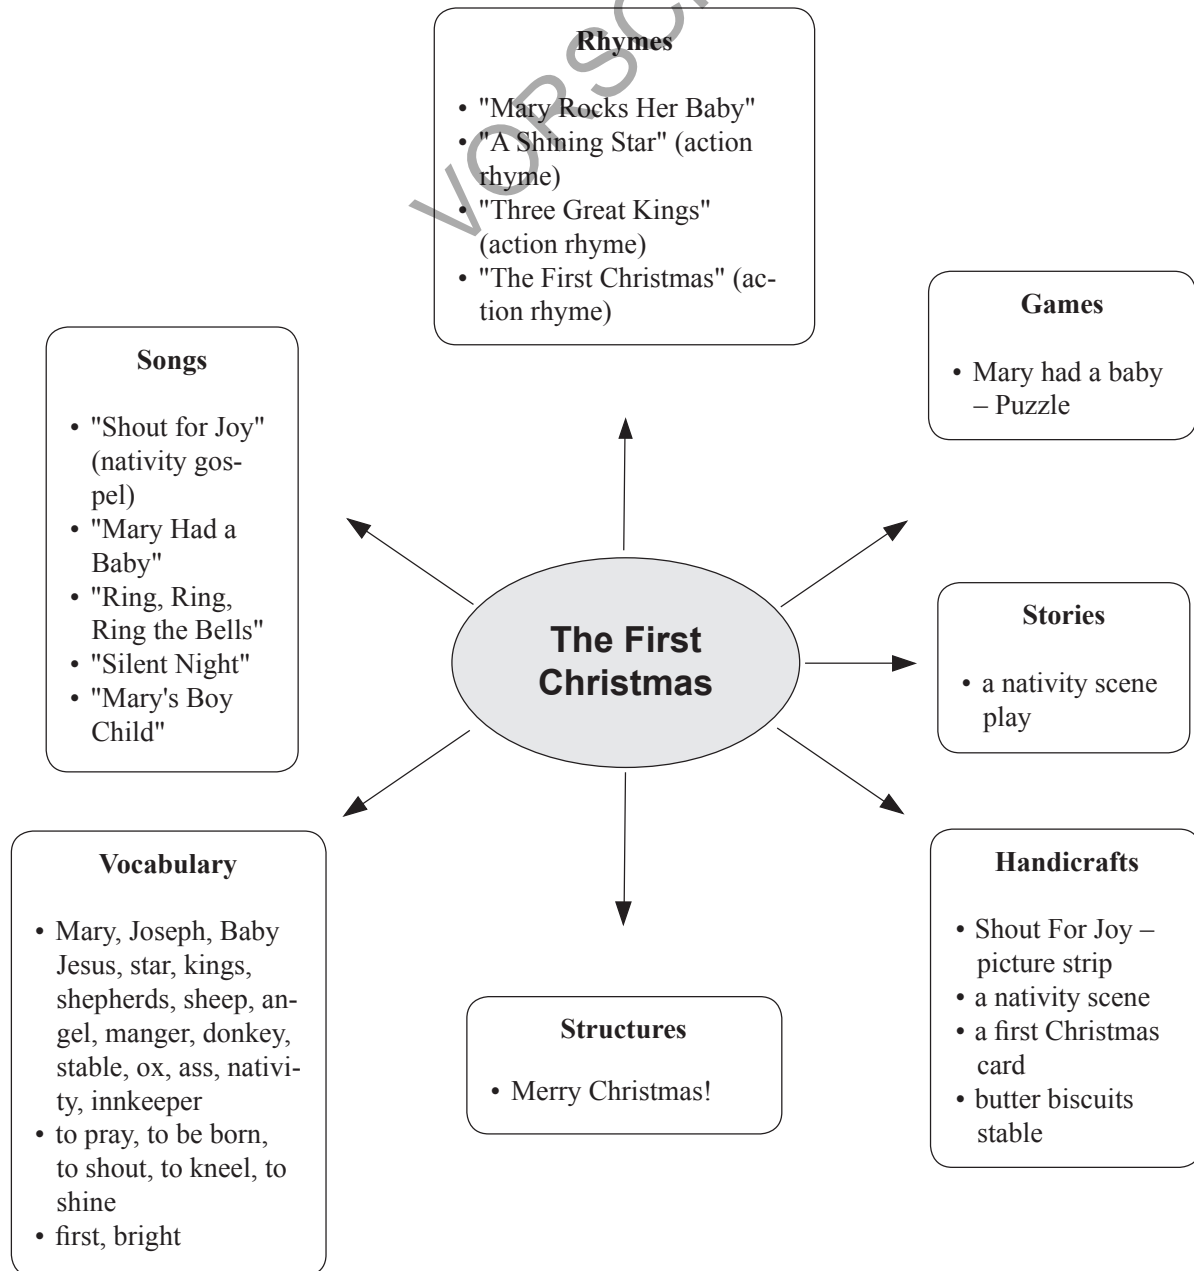 VORSC
Rhymes
• "Mary Rocks Her Baby"
• "A Shining Star" (action
rhyme)
• "Three Great Kings"
(action rhyme)
• "The First Christmas" (ac-
tion rhyme)
Games
• Mary had a baby
– Puzzle
Songs
• "Shout for Joy"
(nativity gos-
pel)
• "Mary Had a
Baby"
• "Ring, Ring,
Ring the Bells"
• "Silent Night"
• "Mary's Boy
Child"
The First
Christmas
Stories
• a nativity scene
play
Vocabulary
• Mary, Joseph, Baby
Jesus, star, kings,
shepherds, sheep, an-
gel, manger, donkey,
stable, ox, ass, nativi-
ty, innkeeper
• to pray, to be born,
to shout, to kneel, to
shine
• first, bright
Structures
• Merry Christmas!
Handicrafts
• Shout For Joy –
picture strip
• a nativity scene
• a first Christmas
card
• butter biscuits
stable